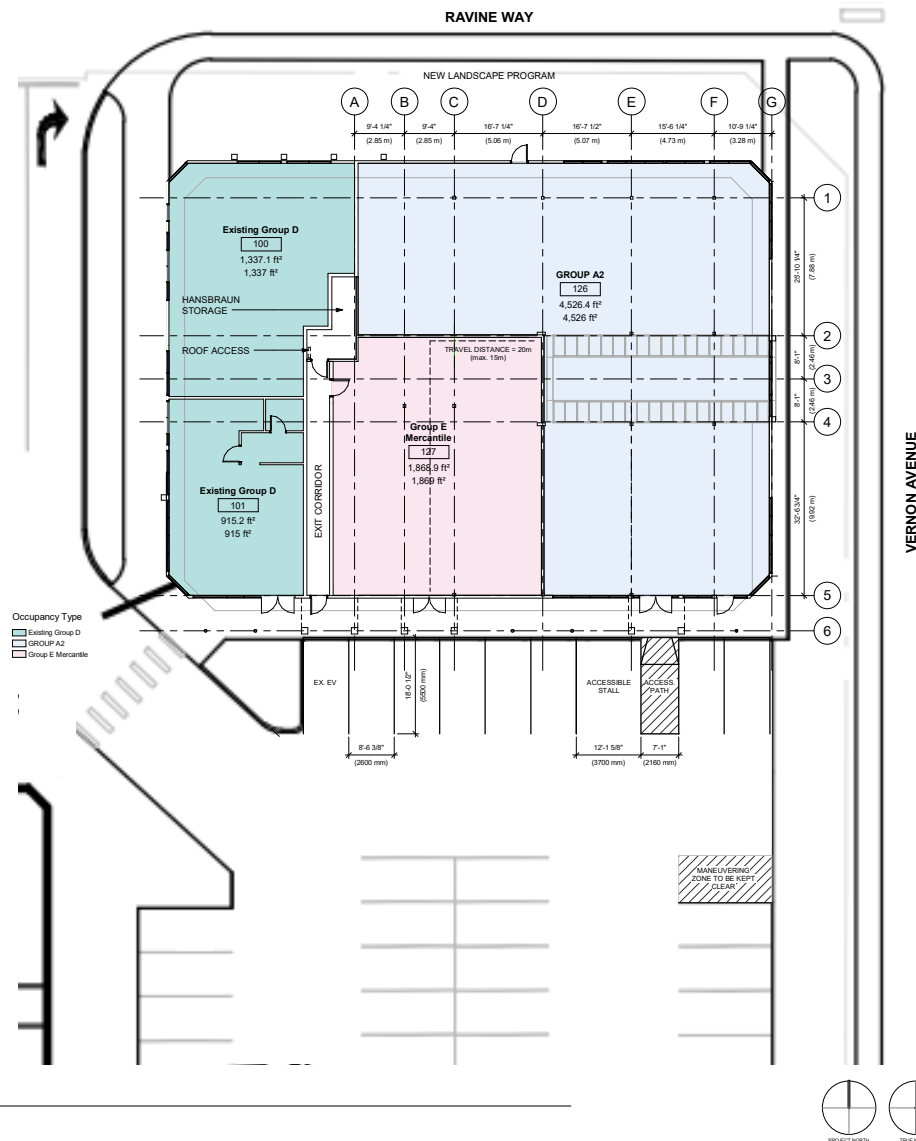 RAVINE WAY
NEW LANDSCAPE PROGRAM
A
B
C
D
E
F
G
9'-4 1/4"
9'-4"
16'-7 1/4"
16'-7 1/2"
15'-6 1/4"
10'-9 1/4"
(2.85 m)
(2.85 m)
(5.06 m)
(5.07 m)
(4.73 m)
(3.28 m)
1
2
3
4
5
6
25'-10 1/4"
(7.88 m)
8'-1"
(2.46 m)
8'-1"
(2.46 m)
32'-6 3/4"
(9.92 m)
VERNON AVENUE
Existing Group D
100
1,337.1 ft²
1,337 ft²
HANSBRAUN
STORAGE
ROOF ACCESS
GROUP A2
126
4,526.4 ft²
4,526 ft²
TRAVEL DISTANCE = 20m
(max. 15m)
Group E
Mercantile
127
1,868.9 ft²
1,869 ft²
EXIT CORRIDOR
Existing Group D
101
915.2 ft²
915 ft²
Occupancy Type
Existing Group D
GROUP A2
Group E Mercantile
EX. EV
18'-0 1/2"
(5500 mm)
ACCESSIBLE
STALL
ACCESS.
PATH
8'-6 3/8"
(2600 mm)
12'-1 5/8"
(3700 mm)
7'-1"
(2160 mm)
MANEUVERING
ZONE TO BE KEPT
CLEAR
PROJECT NORTH